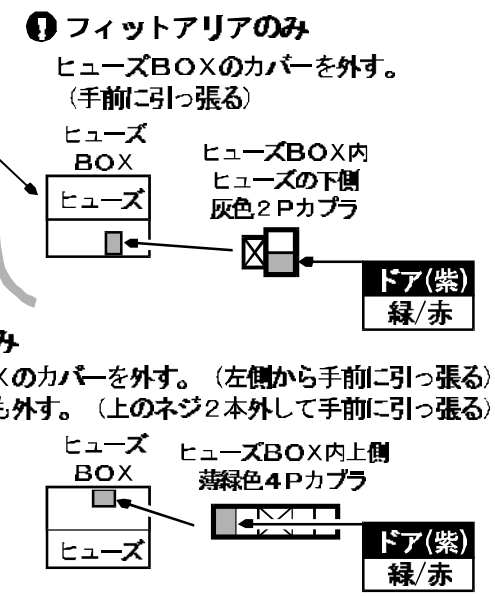 ! フィットアリアのみ
ヒューズBOXのカバーを外す。
(手前に引っ張る)
ヒューズ
BOX
ヒューズ
ヒューズBOX内
ヒューズの下側
灰色2Pカプラ
ドア(紫)
緑/赤
み
Xのカバーを外す。(左側から手前に引っ張る)
も外す。(上のネジ2本外して手前に引っ張る)
ヒューズ
BOX
ヒューズ
ヒューズBOX内上側
薄緑色4Pカプラ
ドア(紫)
緑/赤